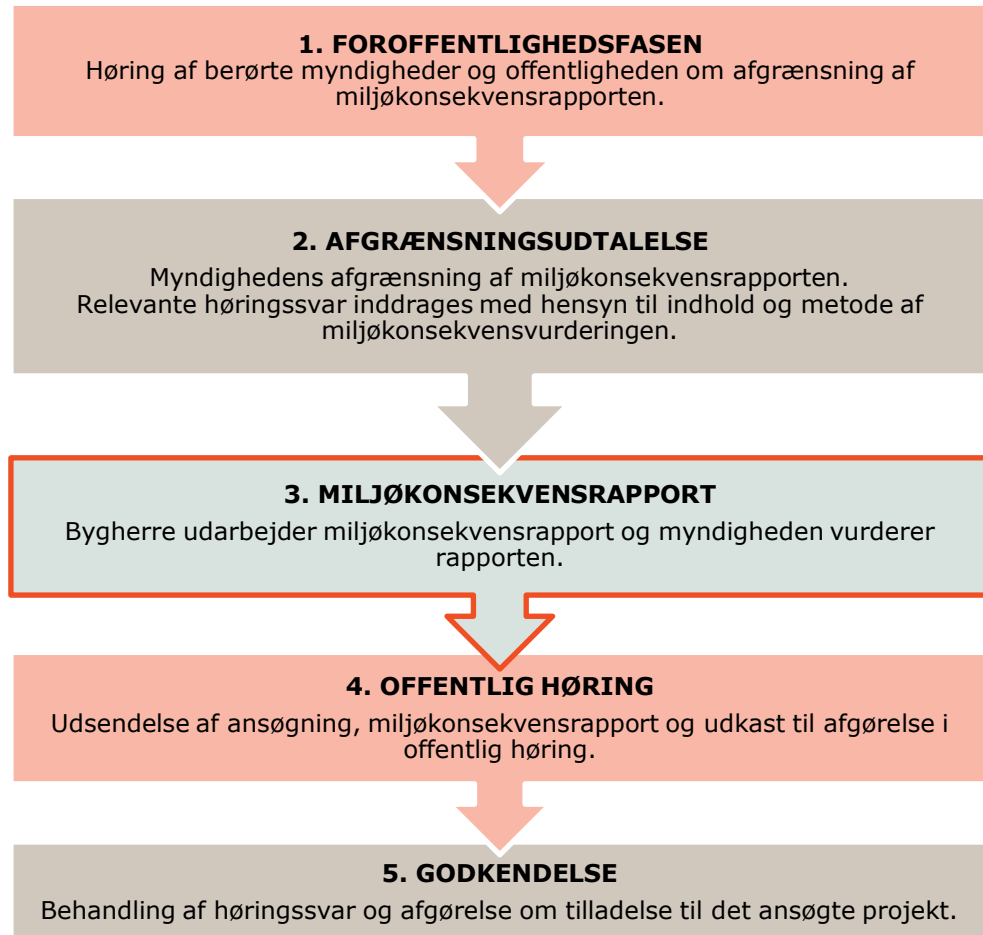 1. FOROFFENTLIGHEDSFASEN
Høring af berørte myndigheder og offentligheden om afgrænsning af
miljøkonsekvensrapporten.
2. AFGRÆNSNINGSUDTALELSE
Myndighedens afgrænsning af miljøkonsekvensrapporten.
Relevante høringssvar inddrages med hensyn til indhold og metode af
miljøkonsekvensvurderingen.
3. MILJØKONSEKVENSRAPPORT
Bygherre udarbejder miljøkonsekvensrapport og myndigheden vurderer
rapporten.
4. OFFENTLIG HØRING
Udsendelse af ansøgning, miljøkonsekvensrapport og udkast til afgørelse i
offentlig høring.
5. GODKENDELSE
Behandling af høringssvar og afgørelse om tilladelse til det ansøgte projekt.